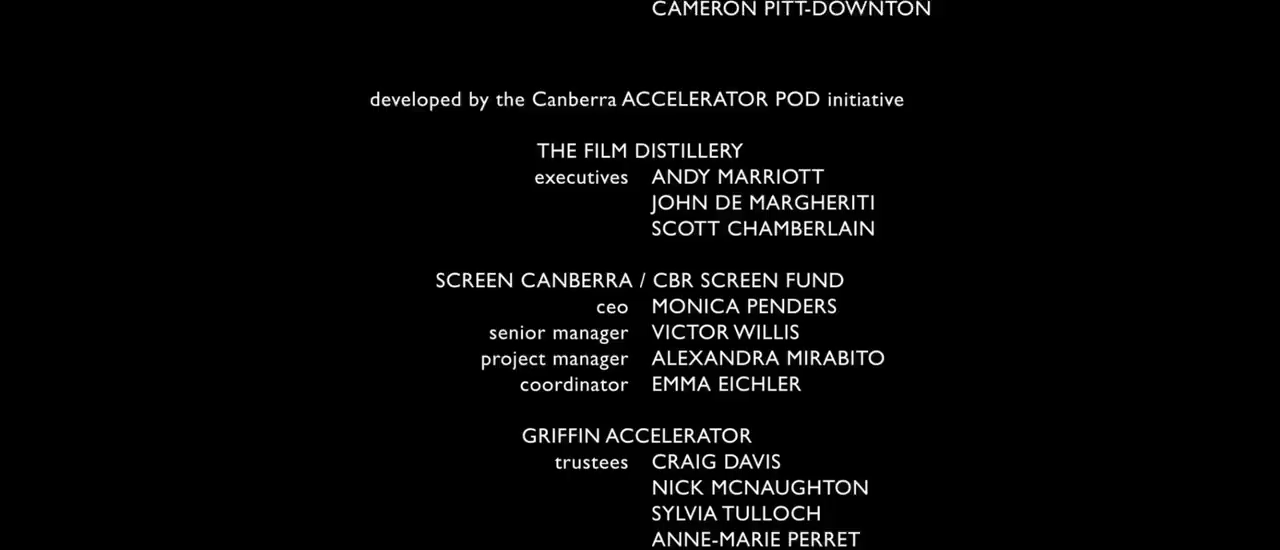 CAMERON PITT-DOWNTON
developed by the Canberra ACCELERATOR POD initiative
THE FILM DISTILLERY
executives ANDY MARRIOTT
JOHN DE MARGHERITI
SCOTT CHAMBERLAIN
SCREEN CANBERRA / CBR SCREEN FUND
ceo MONICA PENDERS
senior manager VICTOR WILLIS
project manager ALEXANDRA MIRABITO
coordinator EMMA EICHLER
GRIFFIN ACCELERATOR
trustees CRAIG DAVIS
NICK MCNAUGHTON
SYLVIA TULLOCH
ANNE-MARIE PERRET